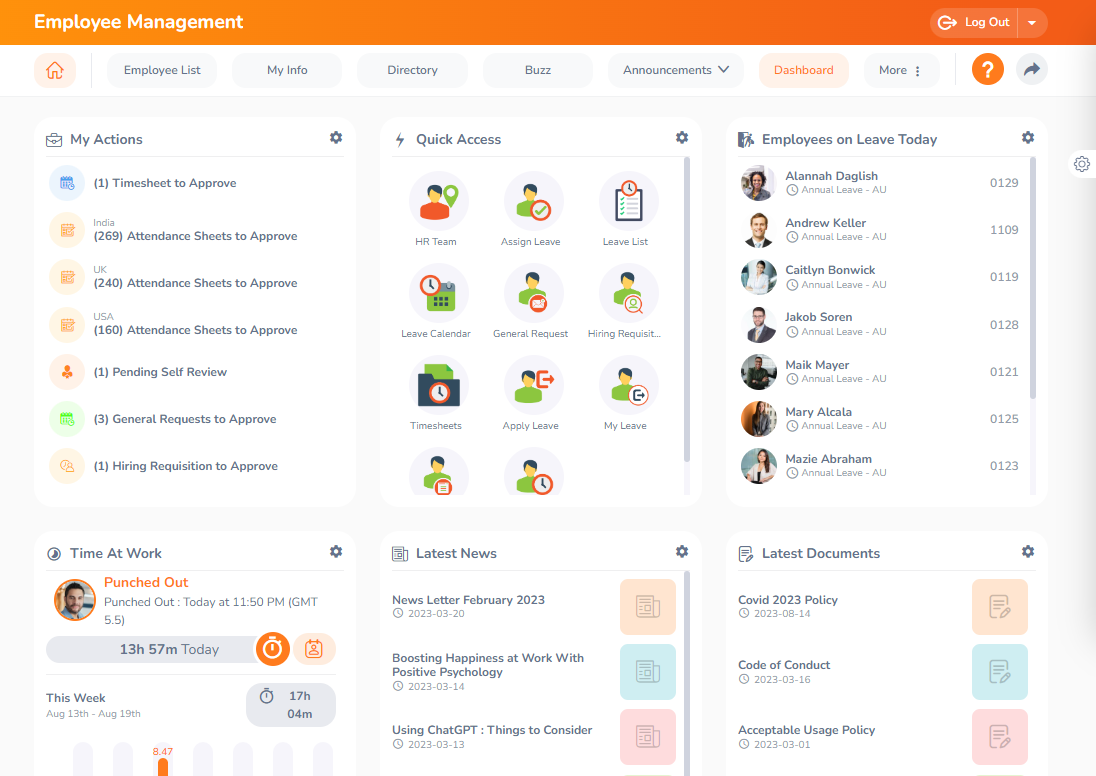 Employee Management
Log Out
Employee List
My Info
Directory
Buzz
Announcements
Dashboard
More
?
My Actions
(1) Timesheet to Approve
India
(269) Attendance Sheets to Approve
UK
(240) Attendance Sheets to Approve
USA
(160) Attendance Sheets to Approve
(1) Pending Self Review
(3) General Requests to Approve
(1) Hiring Requisition to Approve
Quick Access
HR Team
Assign Leave
Leave List
Leave Calendar
General Request
Hiring Requisit...
Timesheets
Apply Leave
My Leave
Employees on Leave Today
Alannah Daglish
Annual Leave - AU
0129
Andrew Keller
Annual Leave - AU
1109
Caitlyn Bonwick
Annual Leave - AU
0119
Jakob Soren
Annual Leave - AU
0128
Maik Mayer
Annual Leave - AU
0121
Mary Alcala
Annual Leave - AU
0125
Mazie Abraham
Annual Leave - AU
0123
Time At Work
Punched Out
Punched Out : Today at 11:50 PM (GMT
5.5)
13h 57m Today
This Week
Aug 13th - Aug 19th
17h
04m
8.47
Latest News
News Letter February 2023
2023-03-20
Boosting Happiness at Work With
Positive Psychology
2023-03-14
Using ChatGPT : Things to Consider
2023-03-13
Latest Documents
Covid 2023 Policy
2023-08-14
Code of Conduct
2023-03-16
Acceptable Usage Policy
2023-03-01